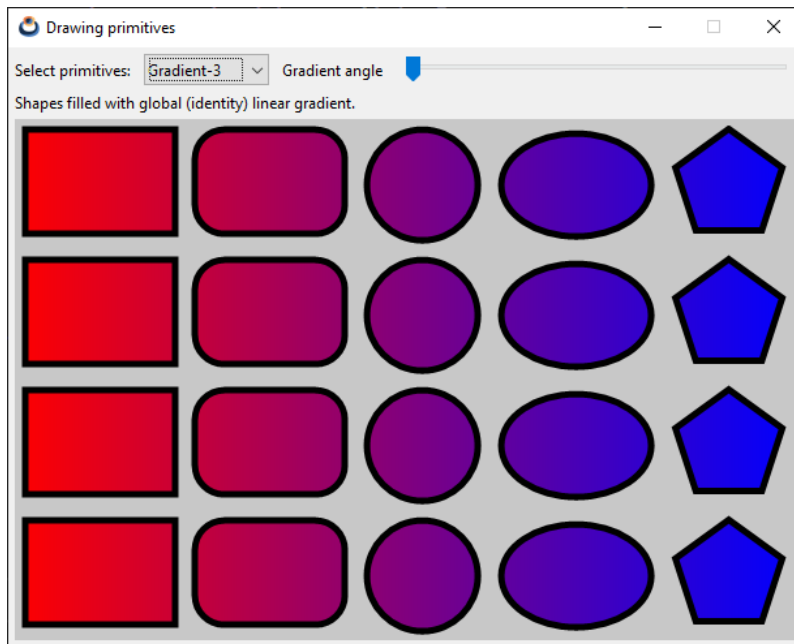 Drawing primitives
Select primitives: Gradient-3 Gradient angle
Shapes filled with global (identity) linear gradient.